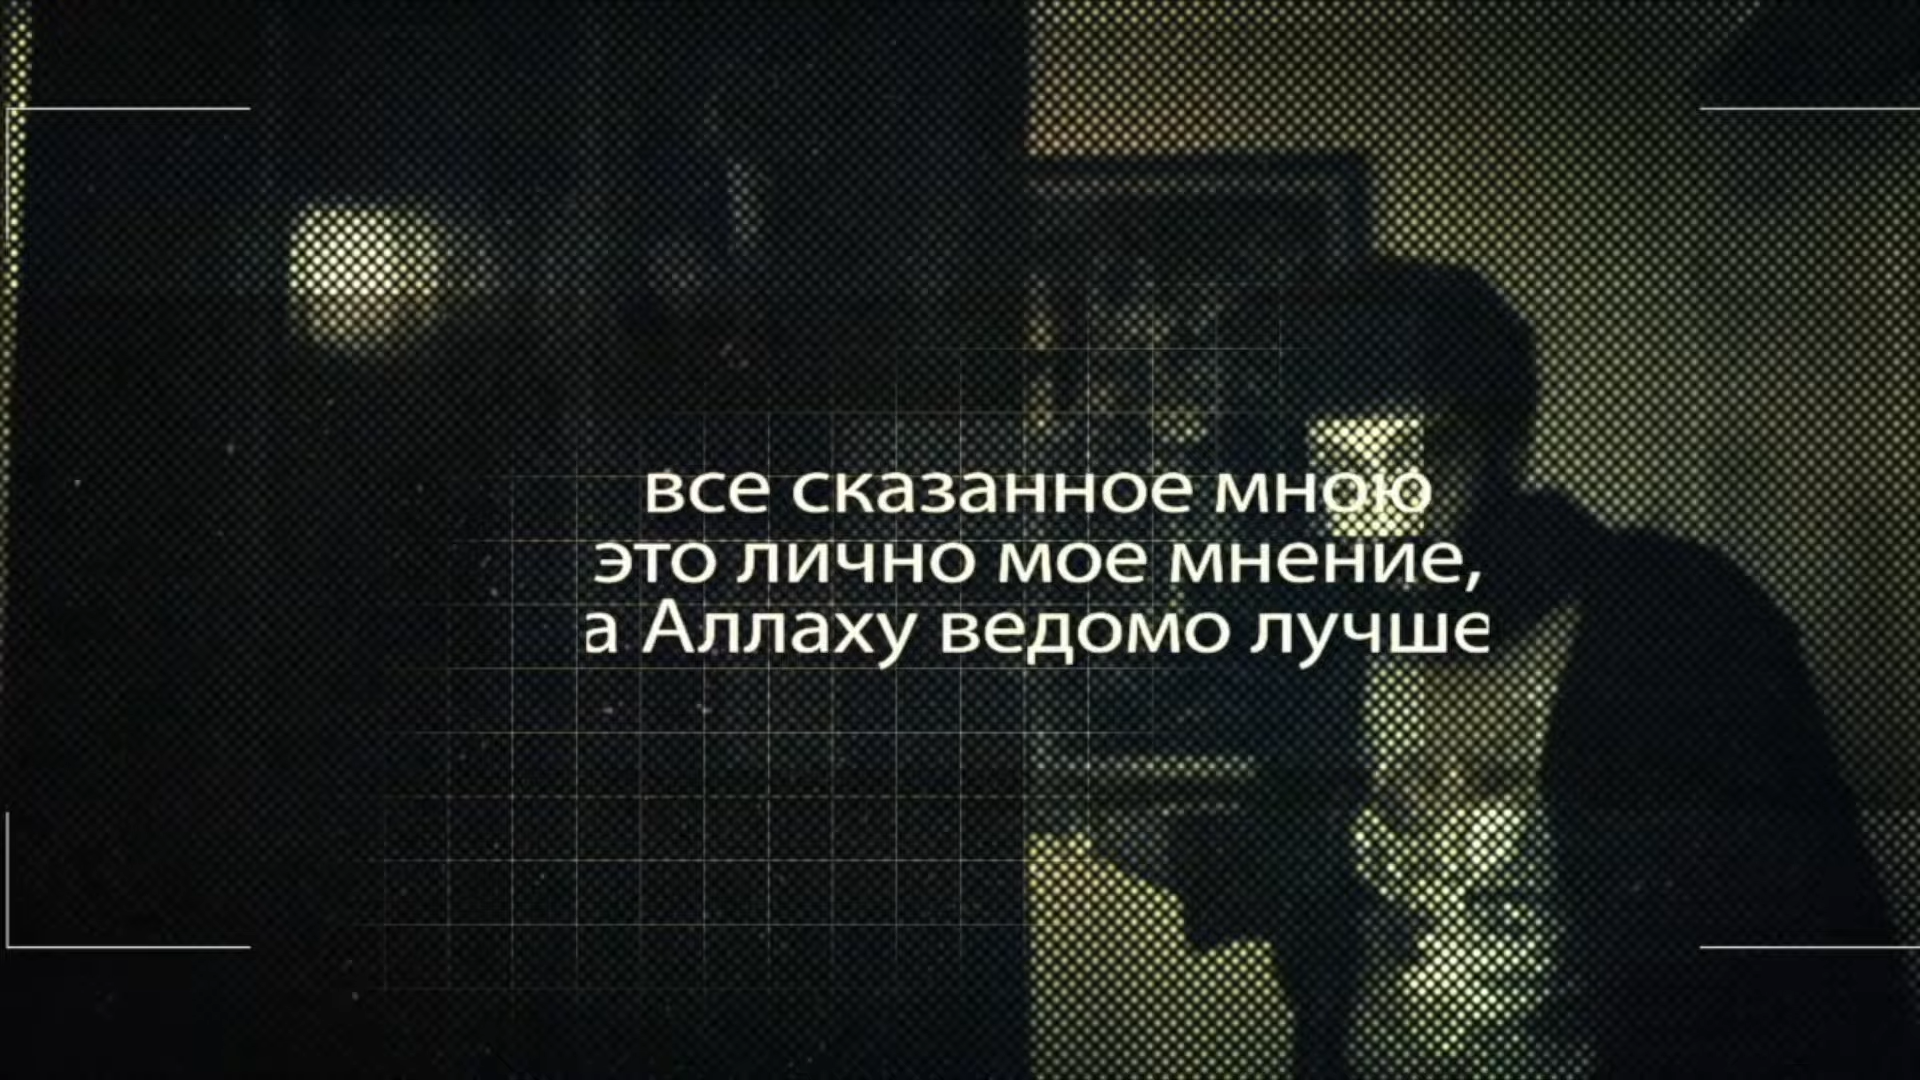 все сказанное мною
это лично мое мнение,
а Аллаху ведомо лучше